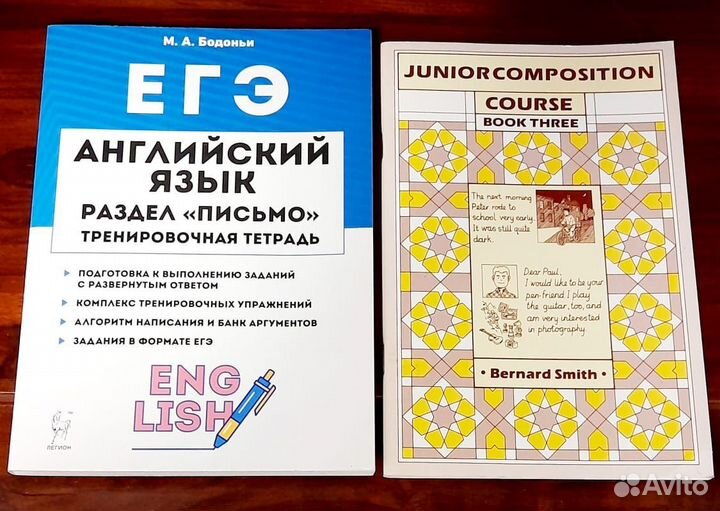 М. А. Бодоньи
ЕГЭ
АНГЛИЙСКИЙ
ЯЗЫК
РАЗДЕЛ «ПИСЬМО»
ТРЕНИРОВОЧНАЯ ТЕТРАДЬ
ПОДГОТОВКА К ВЫПОЛНЕНИЮ ЗАДАНИЙ
С РАЗВЕРНУТЫМ ОТВЕТОМ
КОМПЛЕКС ТРЕНИРОВОЧНЫХ УПРАЖНЕНИЙ
АЛГОРИТМ НАПИСАНИЯ И БАНК АРГУМЕНТОВ
ЗАДАНИЯ В ФОРМАТЕ ЕГЭ
ENG
LISH
ЛЕГИОН
JUNIOR COMPOSITION
COURSE
BOOK THREE
The next morning
Peter rode to
school very early.
It was still quite
dark.
Dear Paul,
I would like to be your
pen-friend. I play
the guitar, too, and
am very interested
in photography.
• Bernard Smith •
Avito